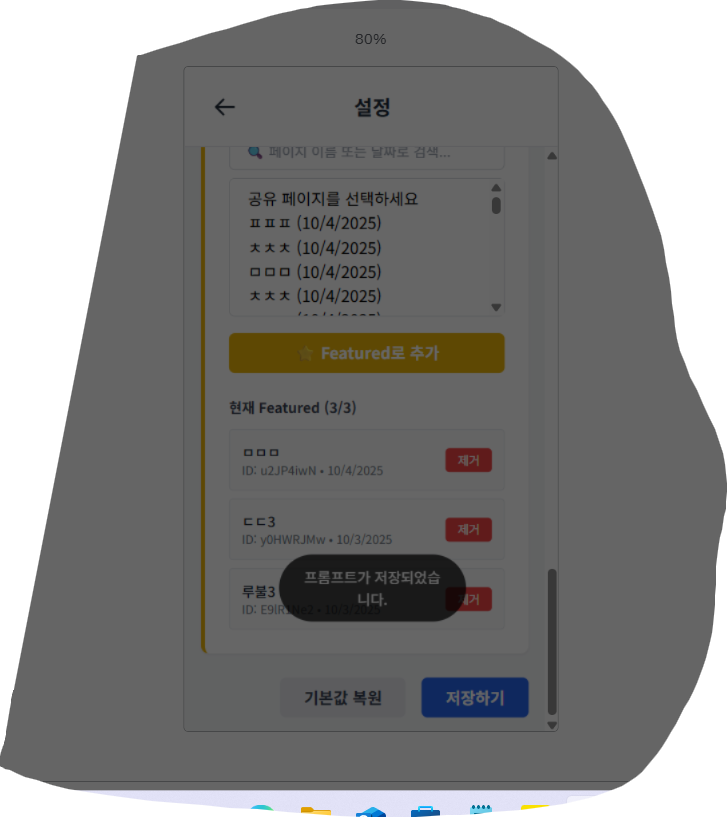 80%
설정
페이지 이름 또는 날짜로 검색...
공유 페이지를 선택하세요
ㅍㅍㅍ (10/4/2025)
ㅊㅊㅊ (10/4/2025)
ㅁㅁㅁ (10/4/2025)
ㅊㅊㅊ (10/4/2025)
Featured로 추가
현재 Featured (3/3)
ㅁㅁㅁ
제거
ID: u2JP4iwN • 10/4/2025
ㄷㄷ3
제거
ID: y0HWRJMw • 10/3/2025
프롬프트가 저장되었습
니다.
루불3
제거
ID: E9lR1Ne2 • 10/3/2025
기본값 복원
저장하기